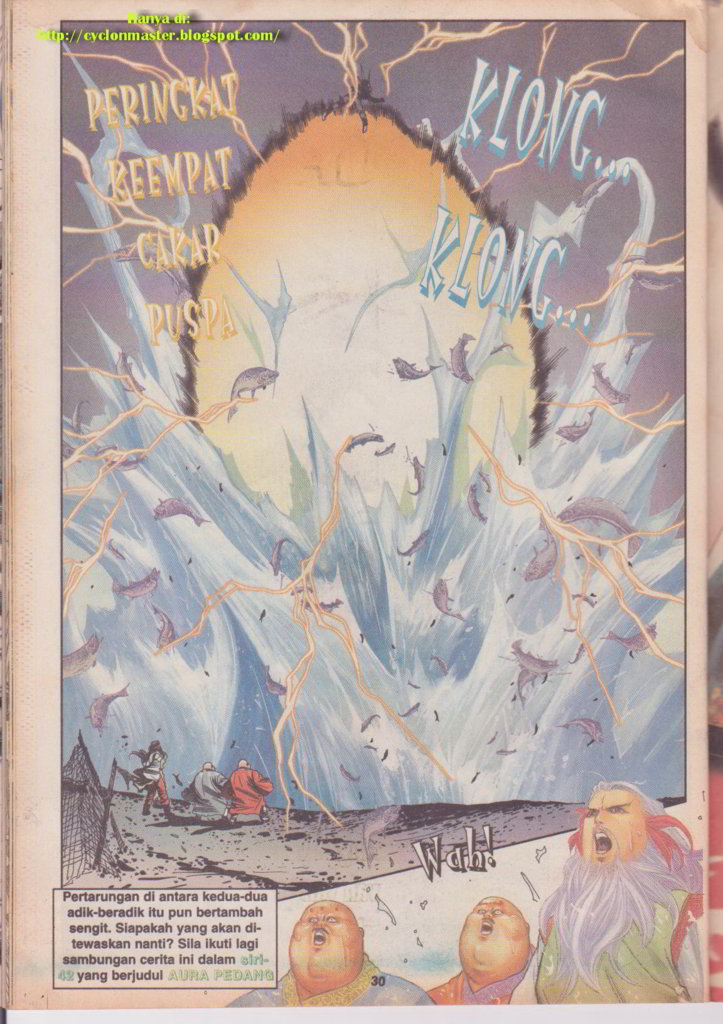 Hanya di:
http://cyclonmaster.blogspot.com/
PERINGKAT
KEEMPAT
CAKAR
PUSPA
KLONG...
KLONG...
Wah!
Pertarungan di antara kedua-dua
adik-beradik itu pun bertambah
sengit. Siapakah yang akan di-
tewaskan nanti? Sila ikuti lagi
sambungan cerita ini dalam siri-
42 yang berjudul AURA PEDANG
30